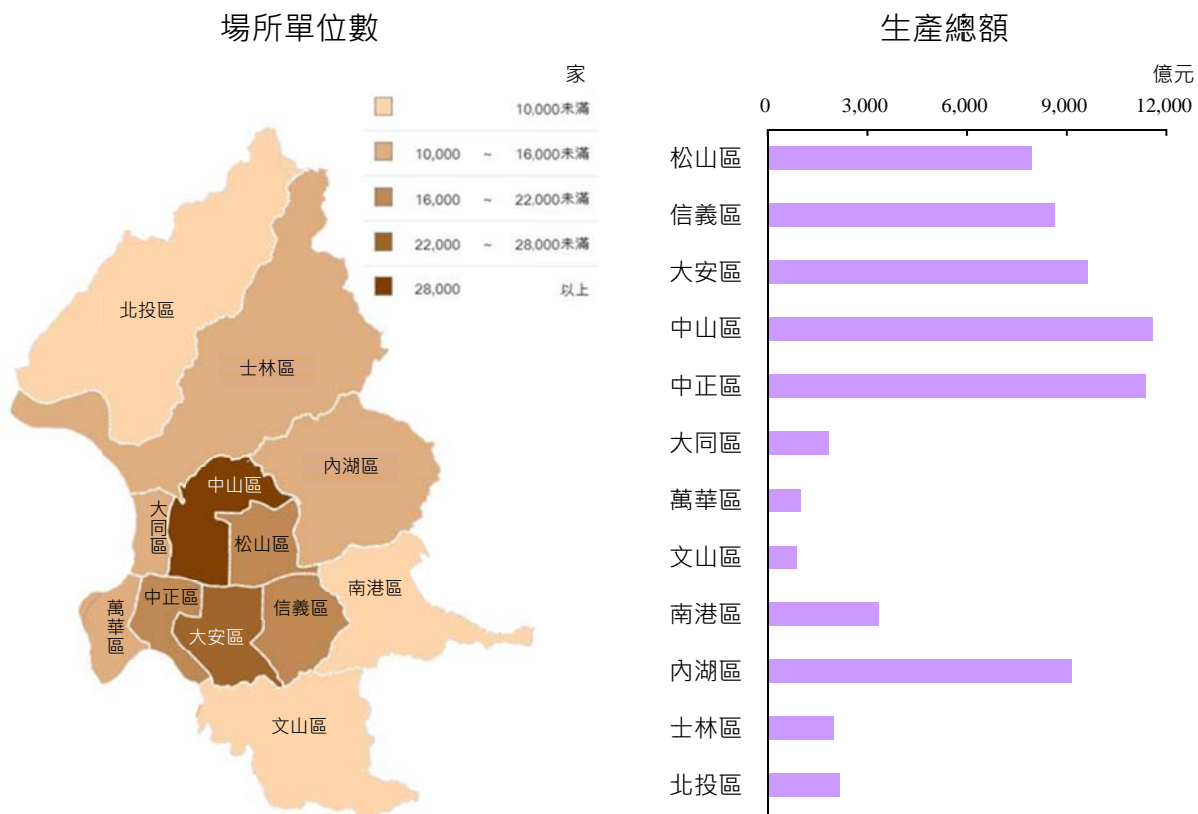 場所單位數
家
10,000未滿
10,000 ~ 16,000未滿
16,000 ~ 22,000未滿
22,000 ~ 28,000未滿
28,000 以上
北投區
士林區
內湖區
中山區
大同區
松山區
南港區
中正區
信義區
萬華區
大安區
文山區
生產總額
億元
0 3,000 6,000 9,000 12,000
松山區
信義區
大安區
中山區
中正區
大同區
萬華區
文山區
南港區
內湖區
士林區
北投區